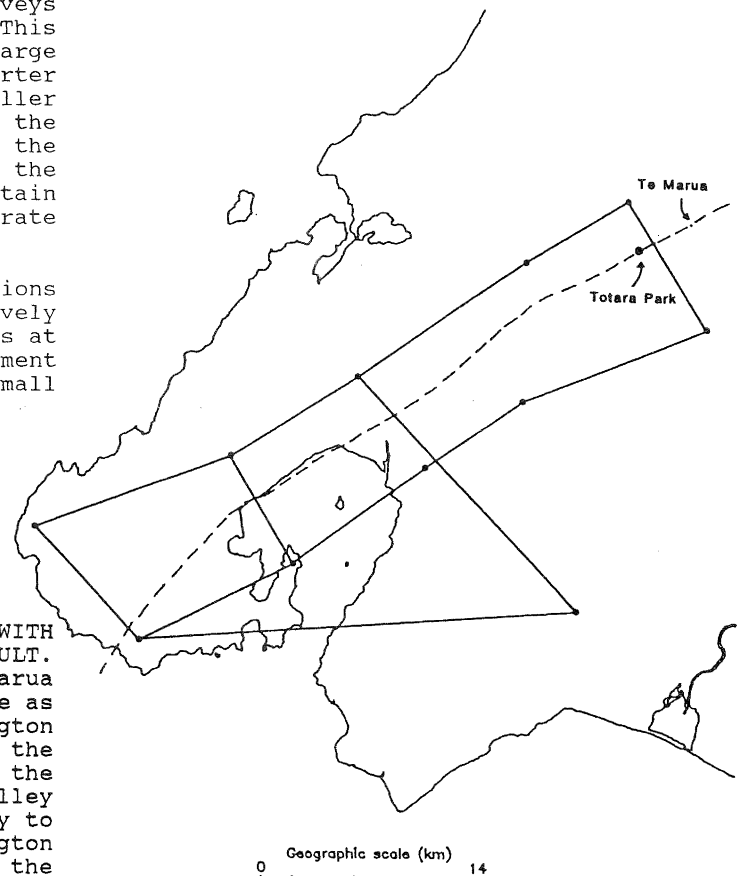 veys
This
arge
rter
ller
the
the
the
tain
rate
ions
vely
s at
ment
mall
WITH
ULT.
arua
e as
gton
the
the
lley
y to
gton
the
Te Marua
Totara Park
Geographic scale (km)
0 14